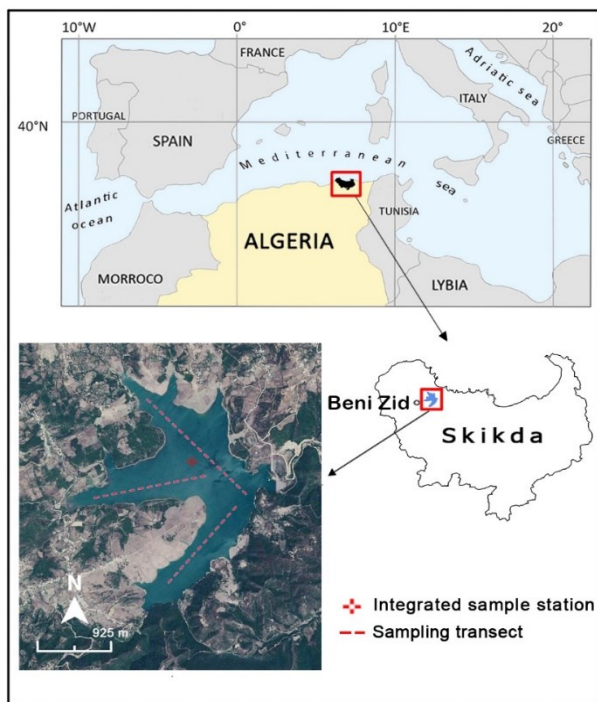 10°W 0° 10°E 20°E
FRANCE
Adriatic sea
ITALY
40°N
PORTUGAL
SPAIN
GREECE
Mediterranean sea
Atlantic
ocean
TUNISIA
ALGERIA
MORROCO
LYBIA
Beni Zid
Skikda
N
925 m
Integrated sample station
Sampling transect